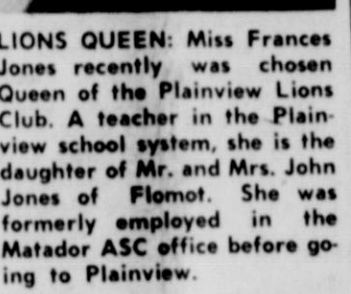 LIONS QUEEN: Miss Frances
Jones recently was chosen
Queen of the Plainview Lions
Club. A teacher in the Plain-
view school system, she is the
daughter of Mr. and Mrs. John
Jones of Flomot. She was
formerly employed in the
Matador ASC office before go-
ing to Plainview.